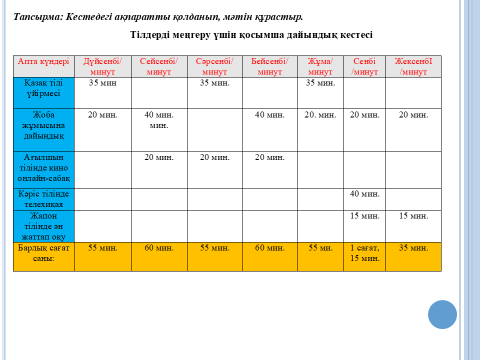 Тапсырма: Кестедегі ақпаратты қолданып, мәтін құрастыр.
Тілдерді меңгеру үшін қосымша дайындық кестесі
Апта күндері Дүйсенбі/ Сейсенбі/ Сәрсенбі/ Бейсенбі/ Жұма/ Сенбі ЖексенбІ
минут минут минут минут минут /минут /минут
Қазақ тілі 35 мин 35 мин. 35 мин
үйірмесі
Жоба 20 мин. 40 мин. 40 мин. 20. мин. 20 мин. 20 мин.
жұмысына мин.
дайындық
Ағылшын 20 мин. 20 мин. 20 мин.
тілінде кино
онлайн-сабақ
Кәріс тілінде 40 мин.
телехикая
Жапон 15 мин. 15 мин.
тілінде ән
жаттап оқу
Барлық сағат 55 мин. 60 мин. 55 мин. 60 мин. 55 ми. 1 сағат, 35 мин.
саны: 15 мин.